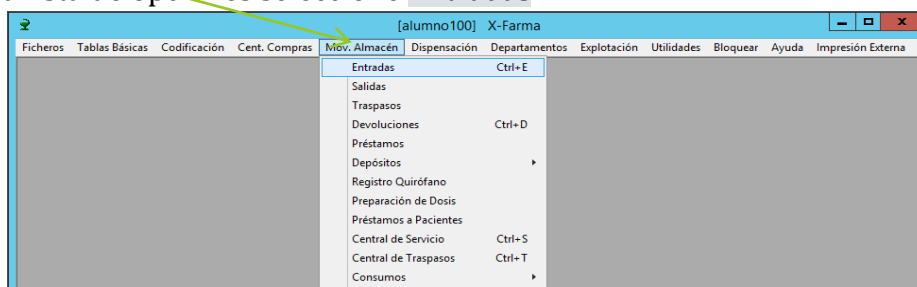 [alumno100] X-Farma
Ficheros Tablas Básicas Codificación Cent. Compras Mov. Almacén Dispensación Departamentos Explotación Utilidades Bloquear Ayuda Impresión Externa
Entradas Ctrl+E
Salidas
Traspasos
Devoluciones Ctrl+D
Préstamos
Depósitos
Registro Quirófano
Preparación de Dosis
Préstamos a Pacientes
Central de Servicio Ctrl+S
Central de Traspasos Ctrl+T
Consumos